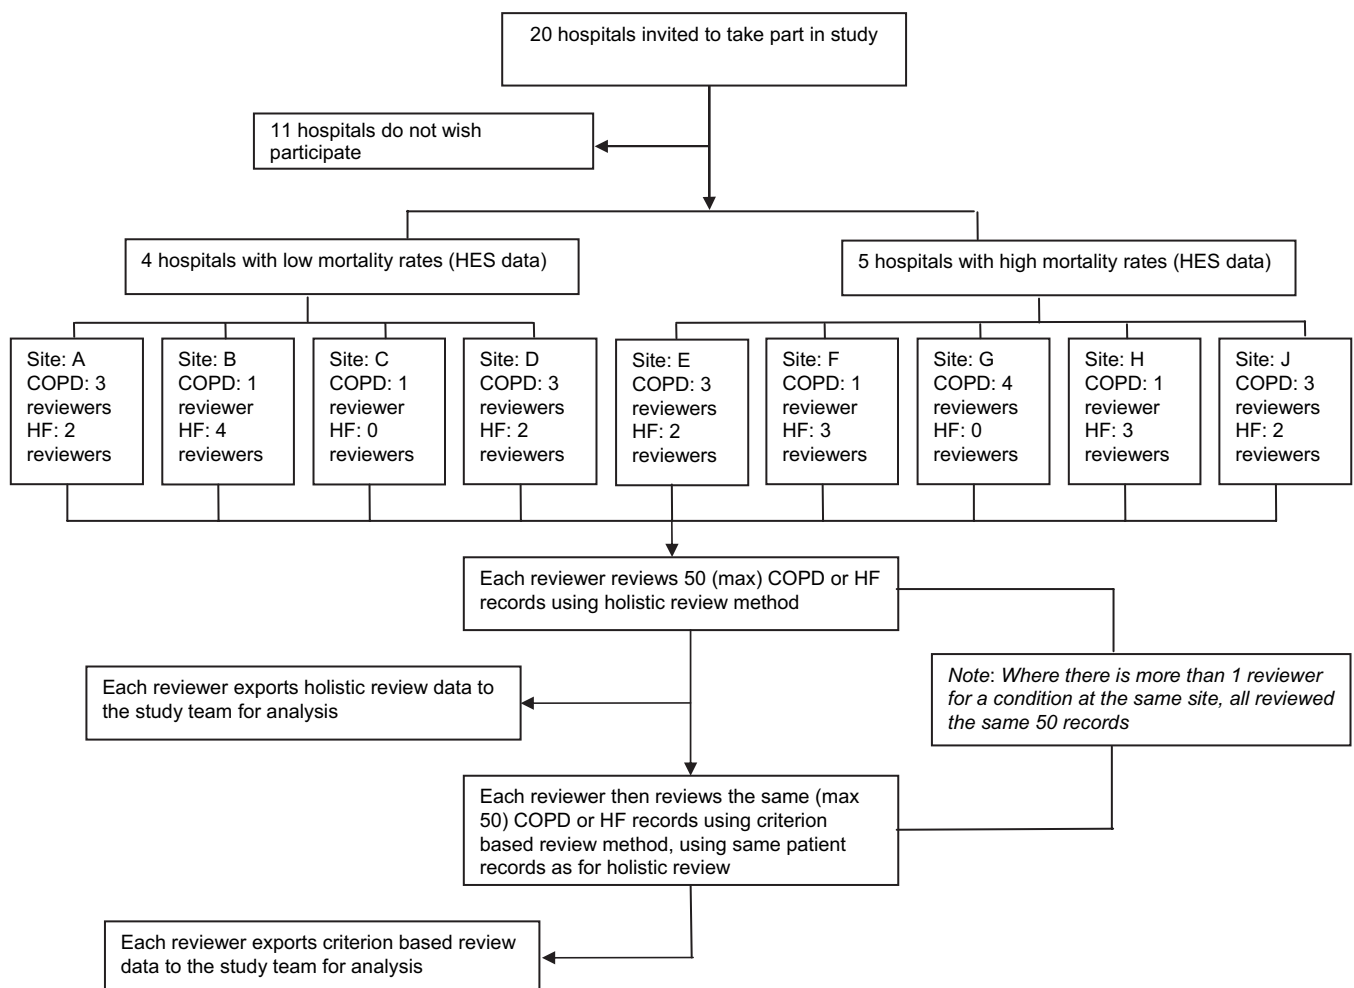 20 hospitals invited to take part in study
11 hospitals do not wish
participate
4 hospitals with low mortality rates (HES data)
5 hospitals with high mortality rates (HES data)
Site: A
COPD: 3
reviewers
HF: 2
reviewers
Site: B
COPD: 1
reviewer
HF: 4
reviewers
Site: C
COPD: 1
reviewer
HF: 0
reviewers
Site: D
COPD: 3
reviewers
HF: 2
reviewers
Site: E
COPD: 3
reviewers
HF: 2
reviewers
Site: F
COPD: 1
reviewer
HF: 3
reviewers
Site: G
COPD: 4
reviewers
HF: 0
reviewers
Site: H
COPD: 1
reviewer
HF: 3
reviewers
Site: J
COPD: 3
reviewers
HF: 2
reviewers
Each reviewer reviews 50 (max) COPD or HF
records using holistic review method
Each reviewer exports holistic review data to
the study team for analysis
Note: Where there is more than 1 reviewer
for a condition at the same site, all reviewed
the same 50 records
Each reviewer then reviews the same (max
50) COPD or HF records using criterion
based review method, using same patient
records as for holistic review
Each reviewer exports criterion based review
data to the study team for analysis